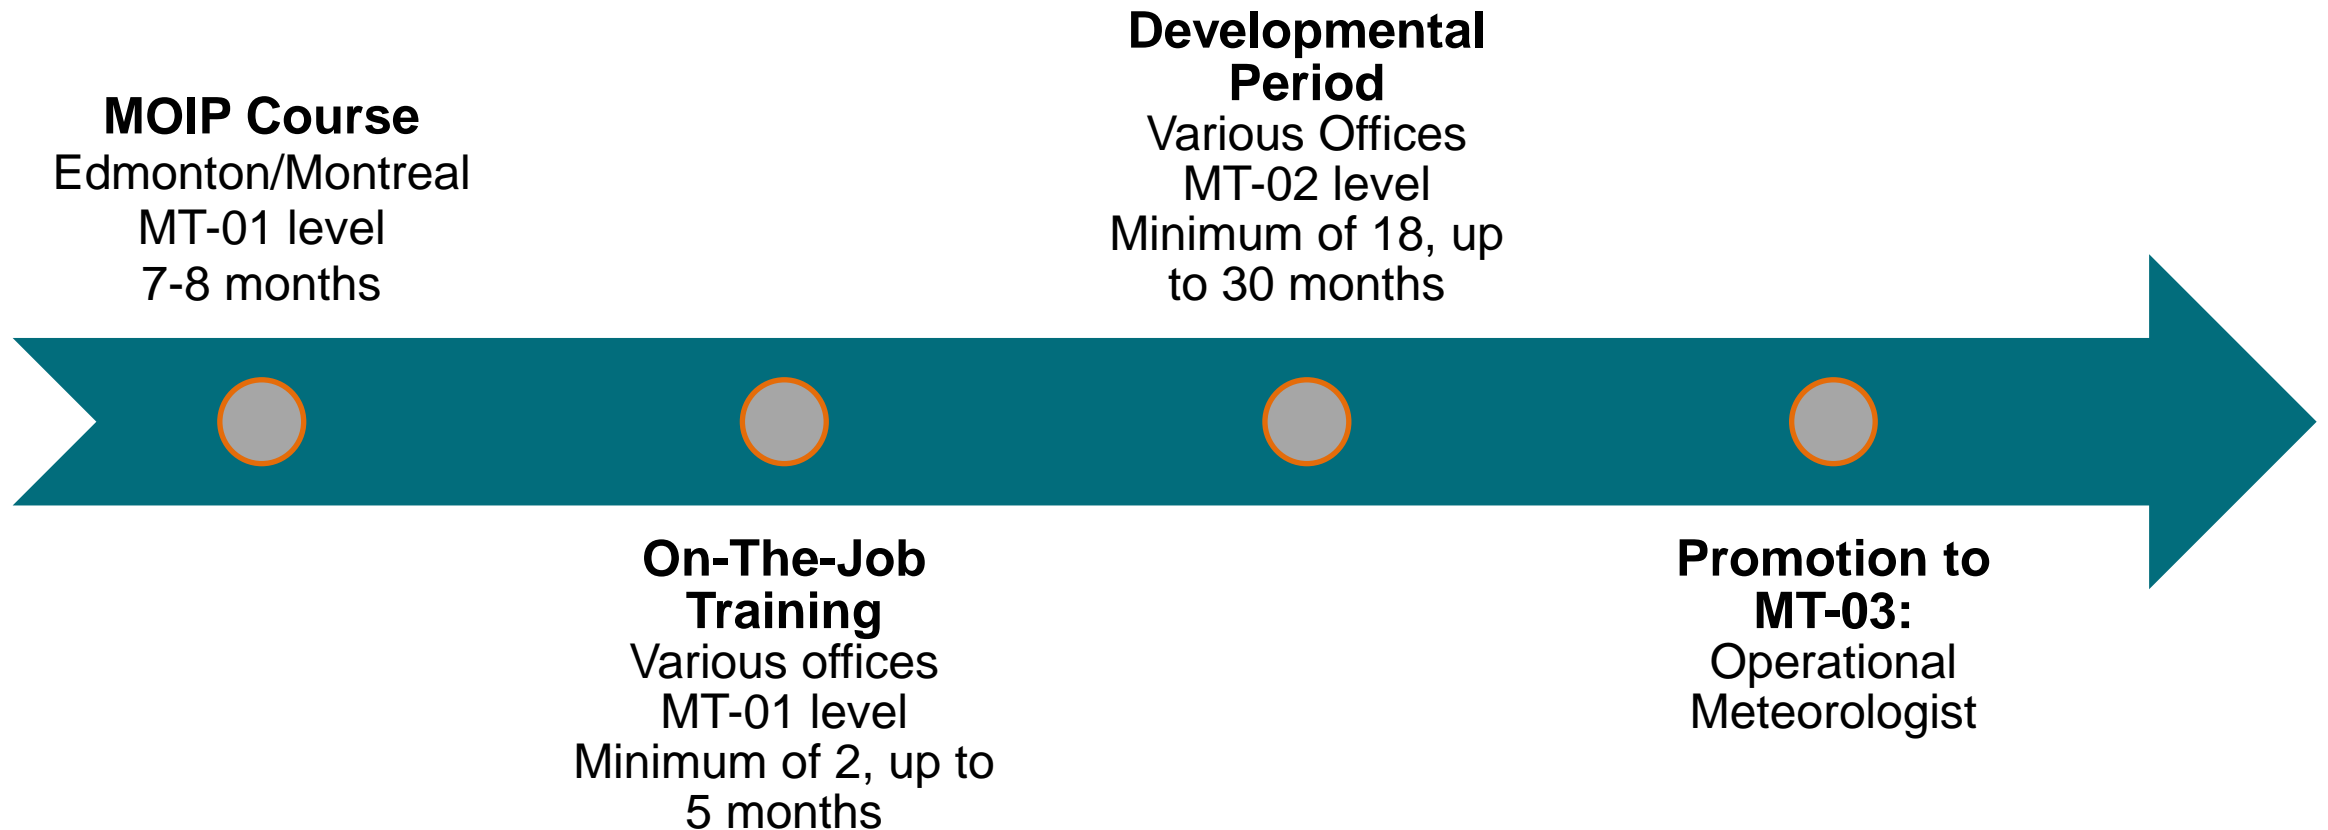 MOIP Course
Edmonton/Montreal
MT-01 level
7-8 months
On-The-Job
Training
Various offices
MT-01 level
Minimum of 2, up to
5 months
Developmental
Period
Various Offices
MT-02 level
Minimum of 18, up
to 30 months
Promotion to
MT-03:
Operational
Meteorologist